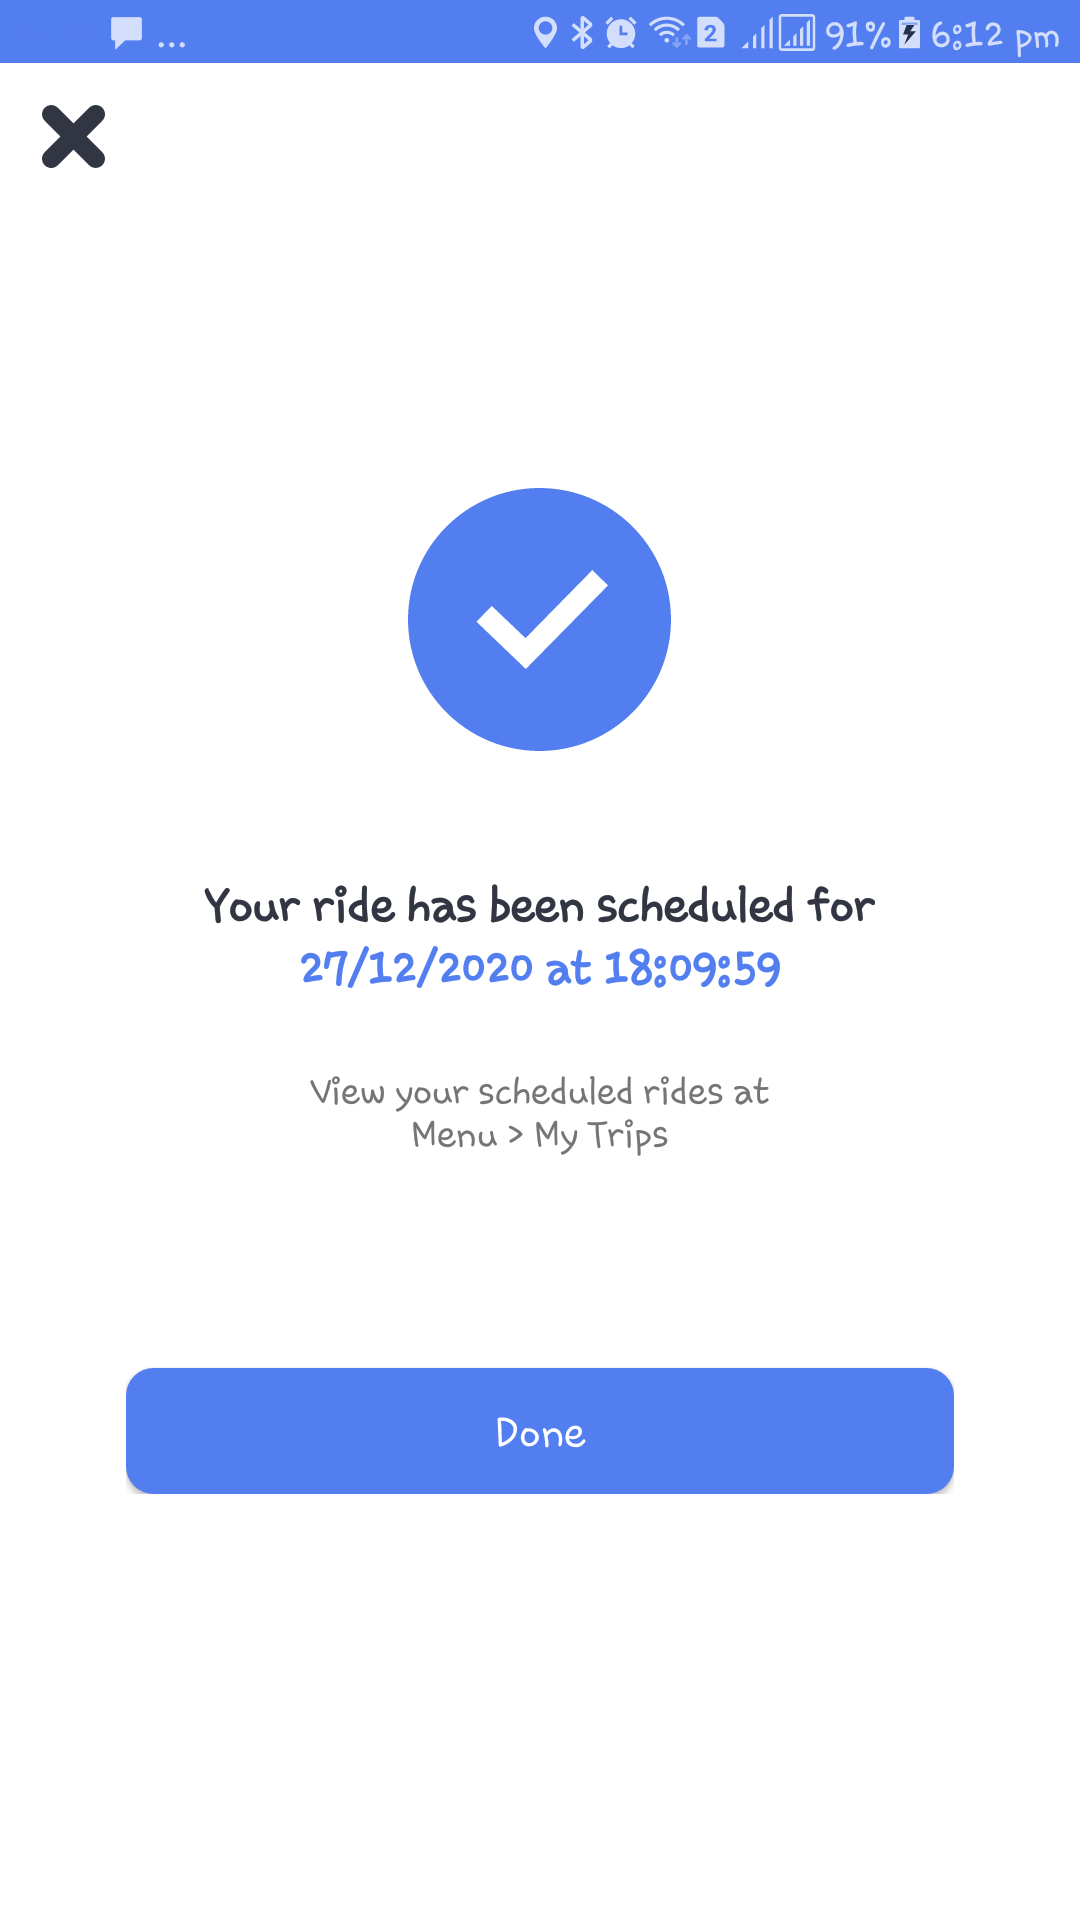 ... 2 91% 6:12 pm
Your ride has been scheduled for
27/12/2020 at 18:09:59
View your scheduled rides at
Menu > My Trips
Done